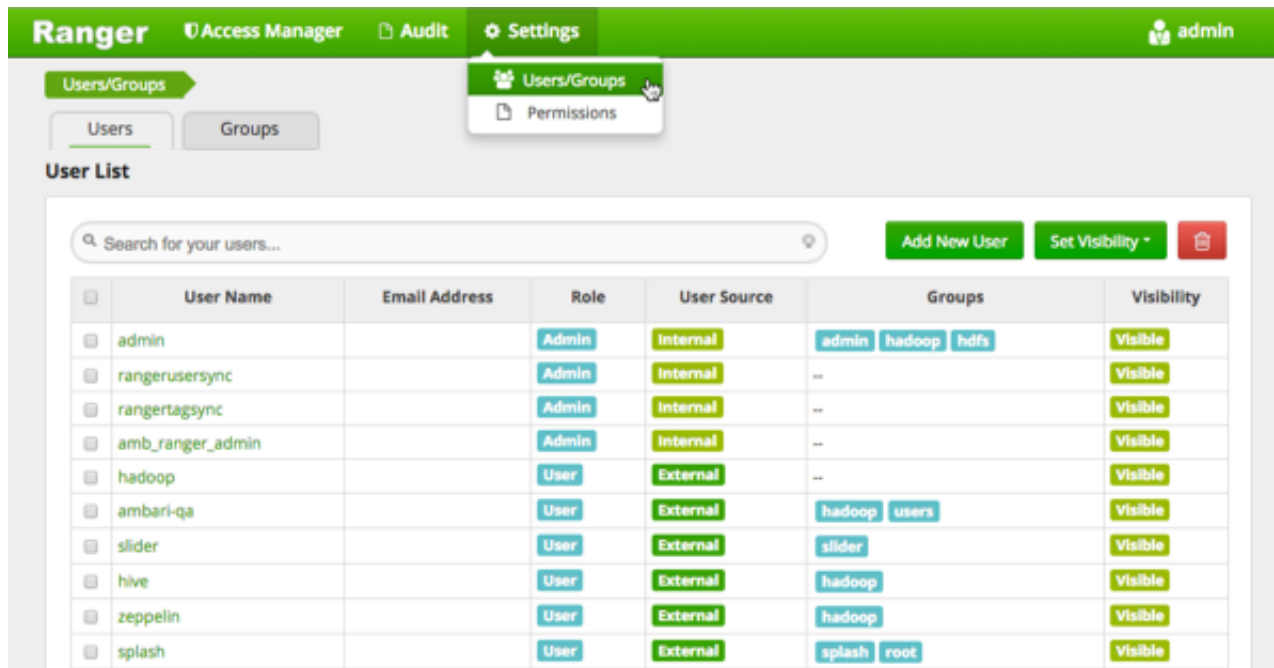 Ranger Access Manager Audit Settings admin
Users/Groups
Permissions
Users/Groups
Users Groups
User List
Search for your users... Add New User Set Visibility
User Name Email Address Role User Source Groups Visibility
admin Admin Internal admin hadoop hdfs Visible
rangerusersync Admin Internal -- Visible
rangertagsync Admin Internal -- Visible
amb_ranger_admin Admin Internal -- Visible
hadoop User External -- Visible
ambari-qa User External hadoop users Visible
slider User External slider Visible
hive User External hadoop Visible
zeppelin User External hadoop Visible
splash User External splash root Visible